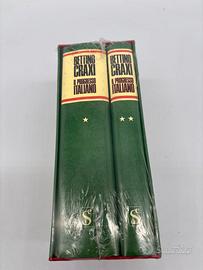 BETTINO
CRAXI
IL PROGRESSO
ITALIANO
*
S
BETTINO
CRAXI
IL PROGRESSO
ITALIANO
**
S